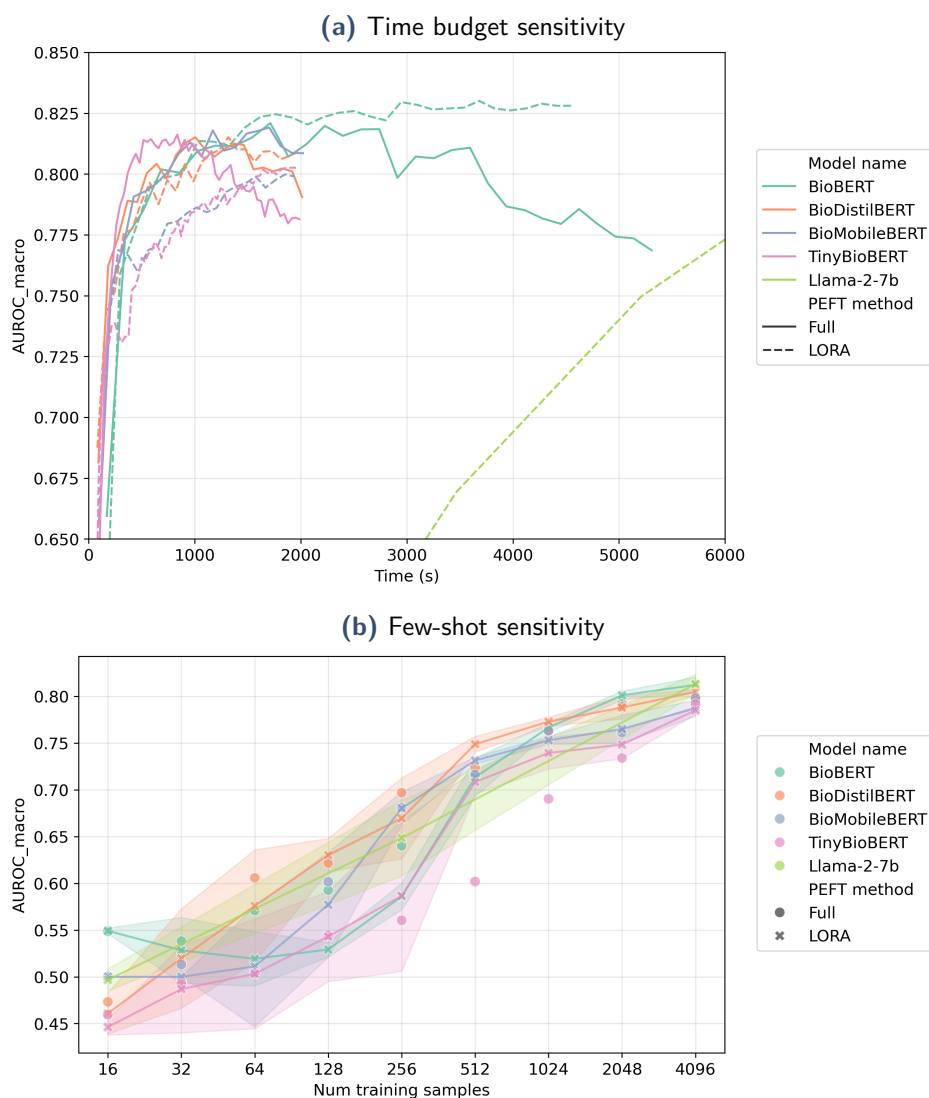 (a) Time budget sensitivity
0.850
0.825
0.800
0.775
0.750
0.725
0.700
0.675
0.650
AUROC_macro
0 1000 2000 3000 4000 5000 6000
Time (s)
Model name
BioBERT
BioDistilBERT
BioMobileBERT
TinyBioBERT
Llama-2-7b
PEFT method
Full
LORA
(b) Few-shot sensitivity
0.80
0.75
0.70
0.65
0.60
0.55
0.50
0.45
AUROC_macro
16 32 64 128 256 512 1024 2048 4096
Num training samples
Model name
BioBERT
BioDistilBERT
BioMobileBERT
TinyBioBERT
Llama-2-7b
PEFT method
Full
LORA